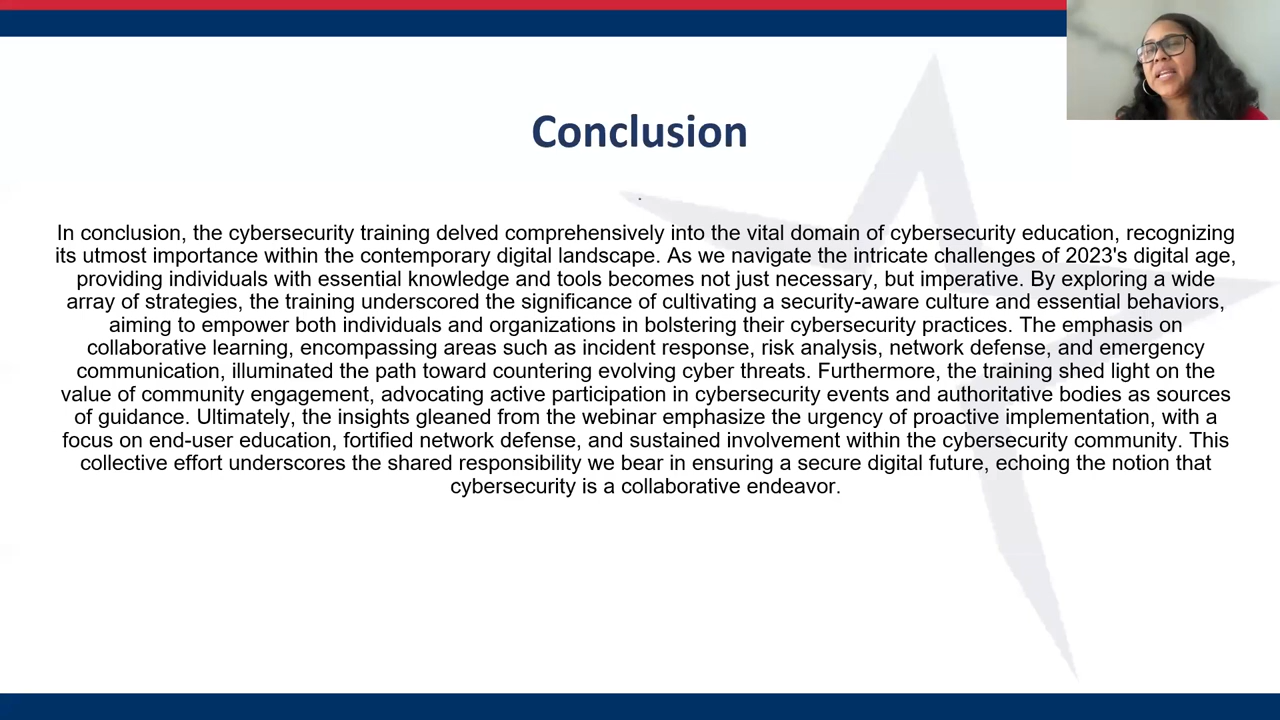 Conclusion
.
In conclusion, the cybersecurity training delved comprehensively into the vital domain of cybersecurity education, recognizing
its utmost importance within the contemporary digital landscape. As we navigate the intricate challenges of 2023's digital age,
providing individuals with essential knowledge and tools becomes not just necessary, but imperative. By exploring a wide
array of strategies, the training underscored the significance of cultivating a security-aware culture and essential behaviors,
aiming to empower both individuals and organizations in bolstering their cybersecurity practices. The emphasis on
collaborative learning, encompassing areas such as incident response, risk analysis, network defense, and emergency
communication, illuminated the path toward countering evolving cyber threats. Furthermore, the training shed light on the
value of community engagement, advocating active participation in cybersecurity events and authoritative bodies as sources
of guidance. Ultimately, the insights gleaned from the webinar emphasize the urgency of proactive implementation, with a
focus on end-user education, fortified network defense, and sustained involvement within the cybersecurity community. This
collective effort underscores the shared responsibility we bear in ensuring a secure digital future, echoing the notion that
cybersecurity is a collaborative endeavor.